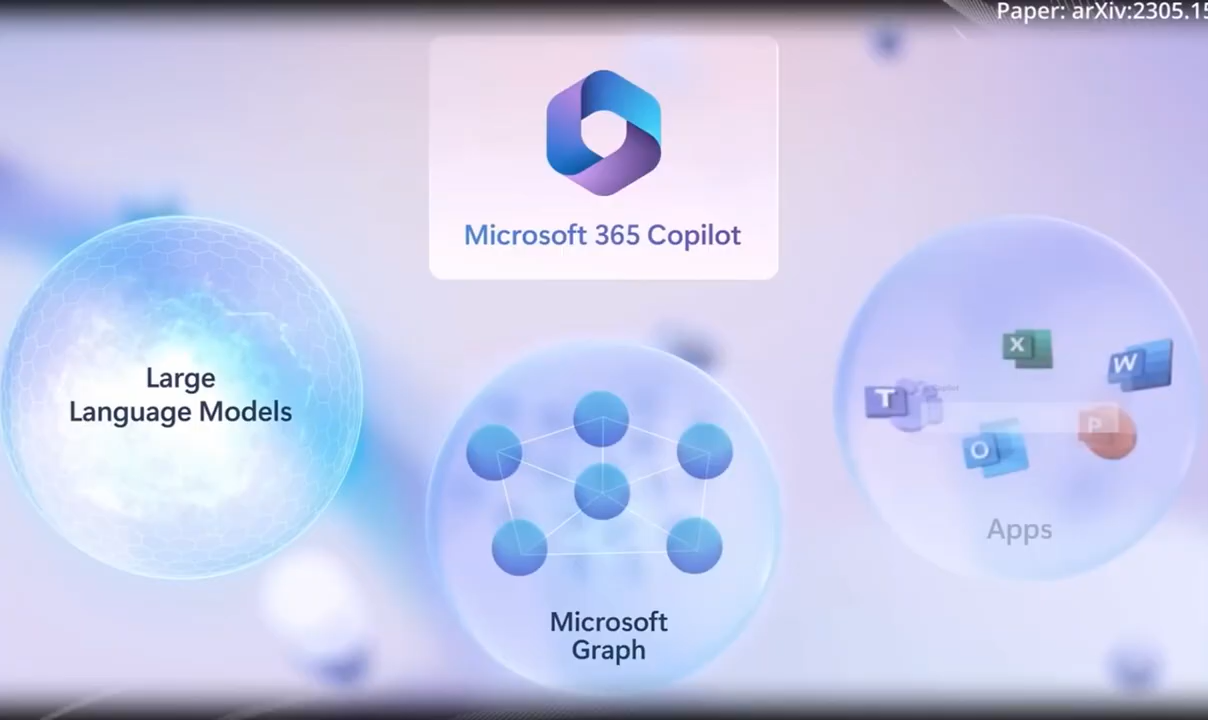 Paper: arXiv:2305.15
Microsoft 365 Copilot
Large
Language Models
X
W
T
P
O
Apps
Microsoft
Graph